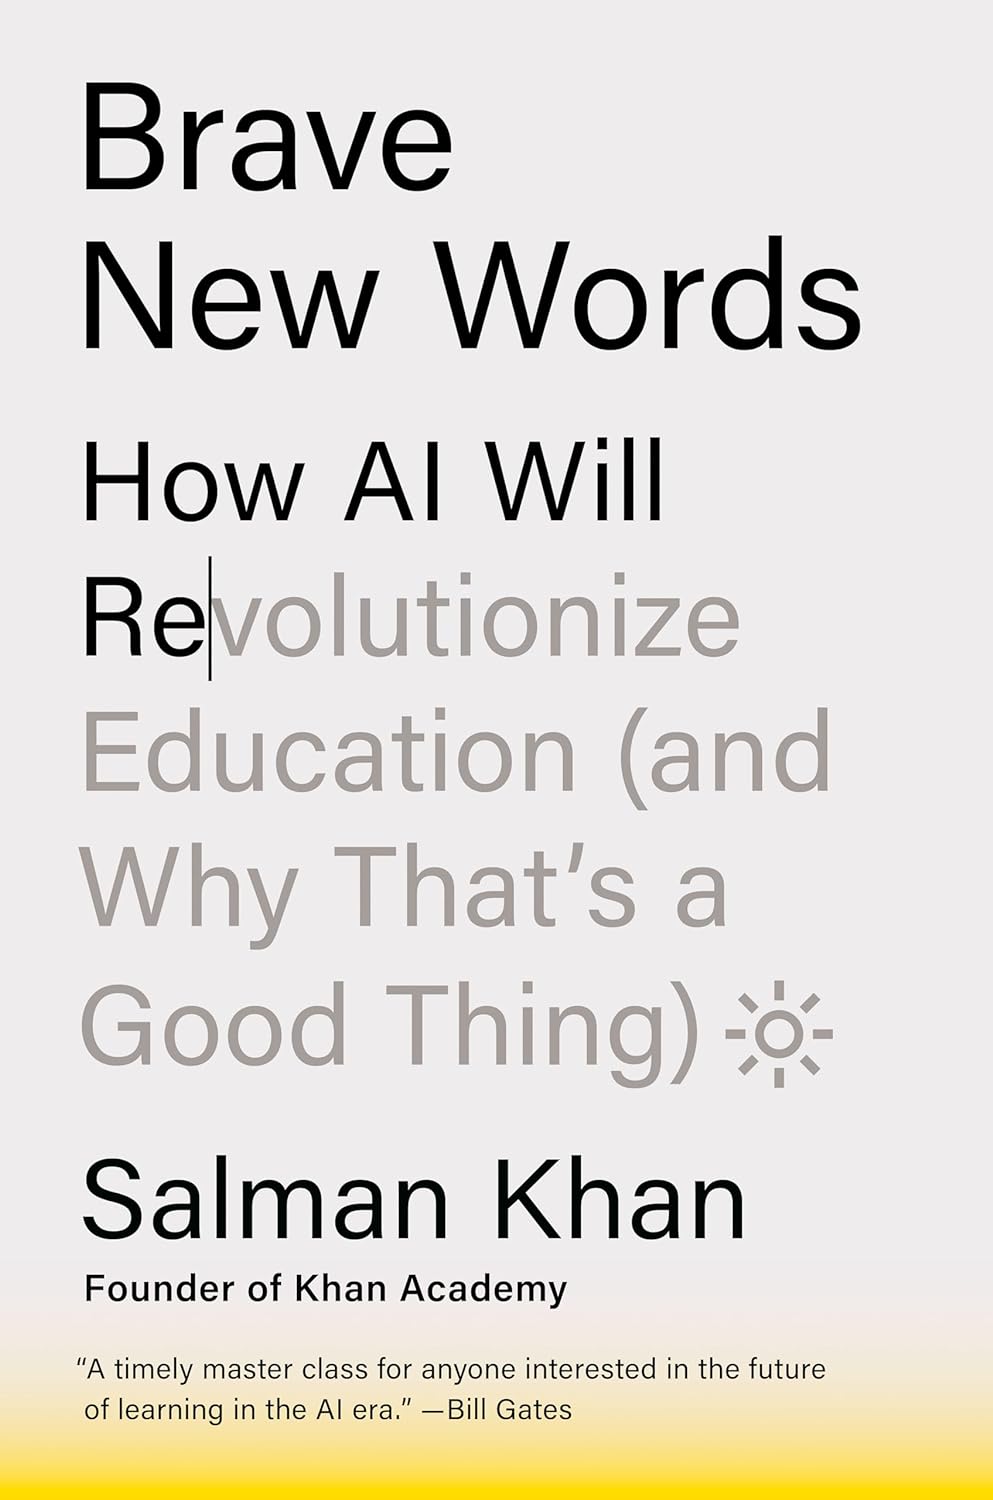 Brave
New Words
How AI Will
Revolutionize
Education (and
Why That’s a
Good Thing)
Salman Khan
Founder of Khan Academy
“A timely master class for anyone interested in the future
of learning in the AI era.” —Bill Gates